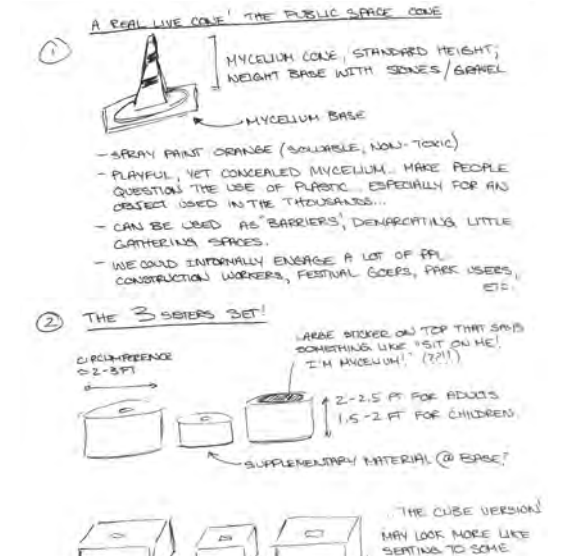 A REAL LIVE CONE! THE PUBLIC SPACE CONE
1
MYCELIUM CONE, STANDARD HEIGHT;
WEIGHT BASE WITH STONES/GRAVEL
MYCELIUM BASE
- SPRAY PAINT ORANGE (SOLUABLE, NON-TOXIC)
- PLAYFUL, YET CONCEALED MYCELIUM... MAKE PEOPLE
QUESTION THE USE OF PLASTIC... ESPECIALLY FOR AN
OBJECT USED IN THE THOUSANDS...
- CAN BE USED AS "BARRIERS", DEMARCATING LITTLE
GATHERING SPACES.
- WE COULD INFORMALLY ENGAGE A LOT OF PPL
CONSTRUCTION WORKERS, FESTIVAL GOERS, PARK USERS,
ETC.
2 THE 3 SISTERS SET!
LARGE STICKER ON TOP THAT SAYS
SOMETHING LIKE "SIT ON ME!
I'M MYCELIUM!" (??!!)
CIRCUMFERENCE
2-3 FT
2-2.5 FT FOR ADULTS
1.5-2 FT FOR CHILDREN.
SUPPLEMENTARY MATERIAL @ BASE?
THE CUBE VERSION!
MAY LOOK MORE LIKE
SEATING TO SOME